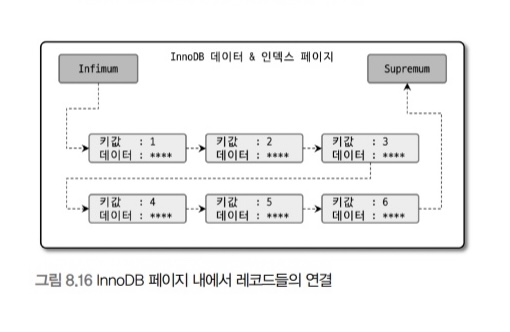 InnoDB 데이터 & 인덱스 페이지
Infimum
Supremum
키값 : 1
데이터 : ****
키값 : 2
데이터 : ****
키값 : 3
데이터 : ****
키값 : 4
데이터 : ****
키값 : 5
데이터 : ****
키값 : 6
데이터 : ****
그림 8.16 InnoDB 페이지 내에서 레코드들의 연결